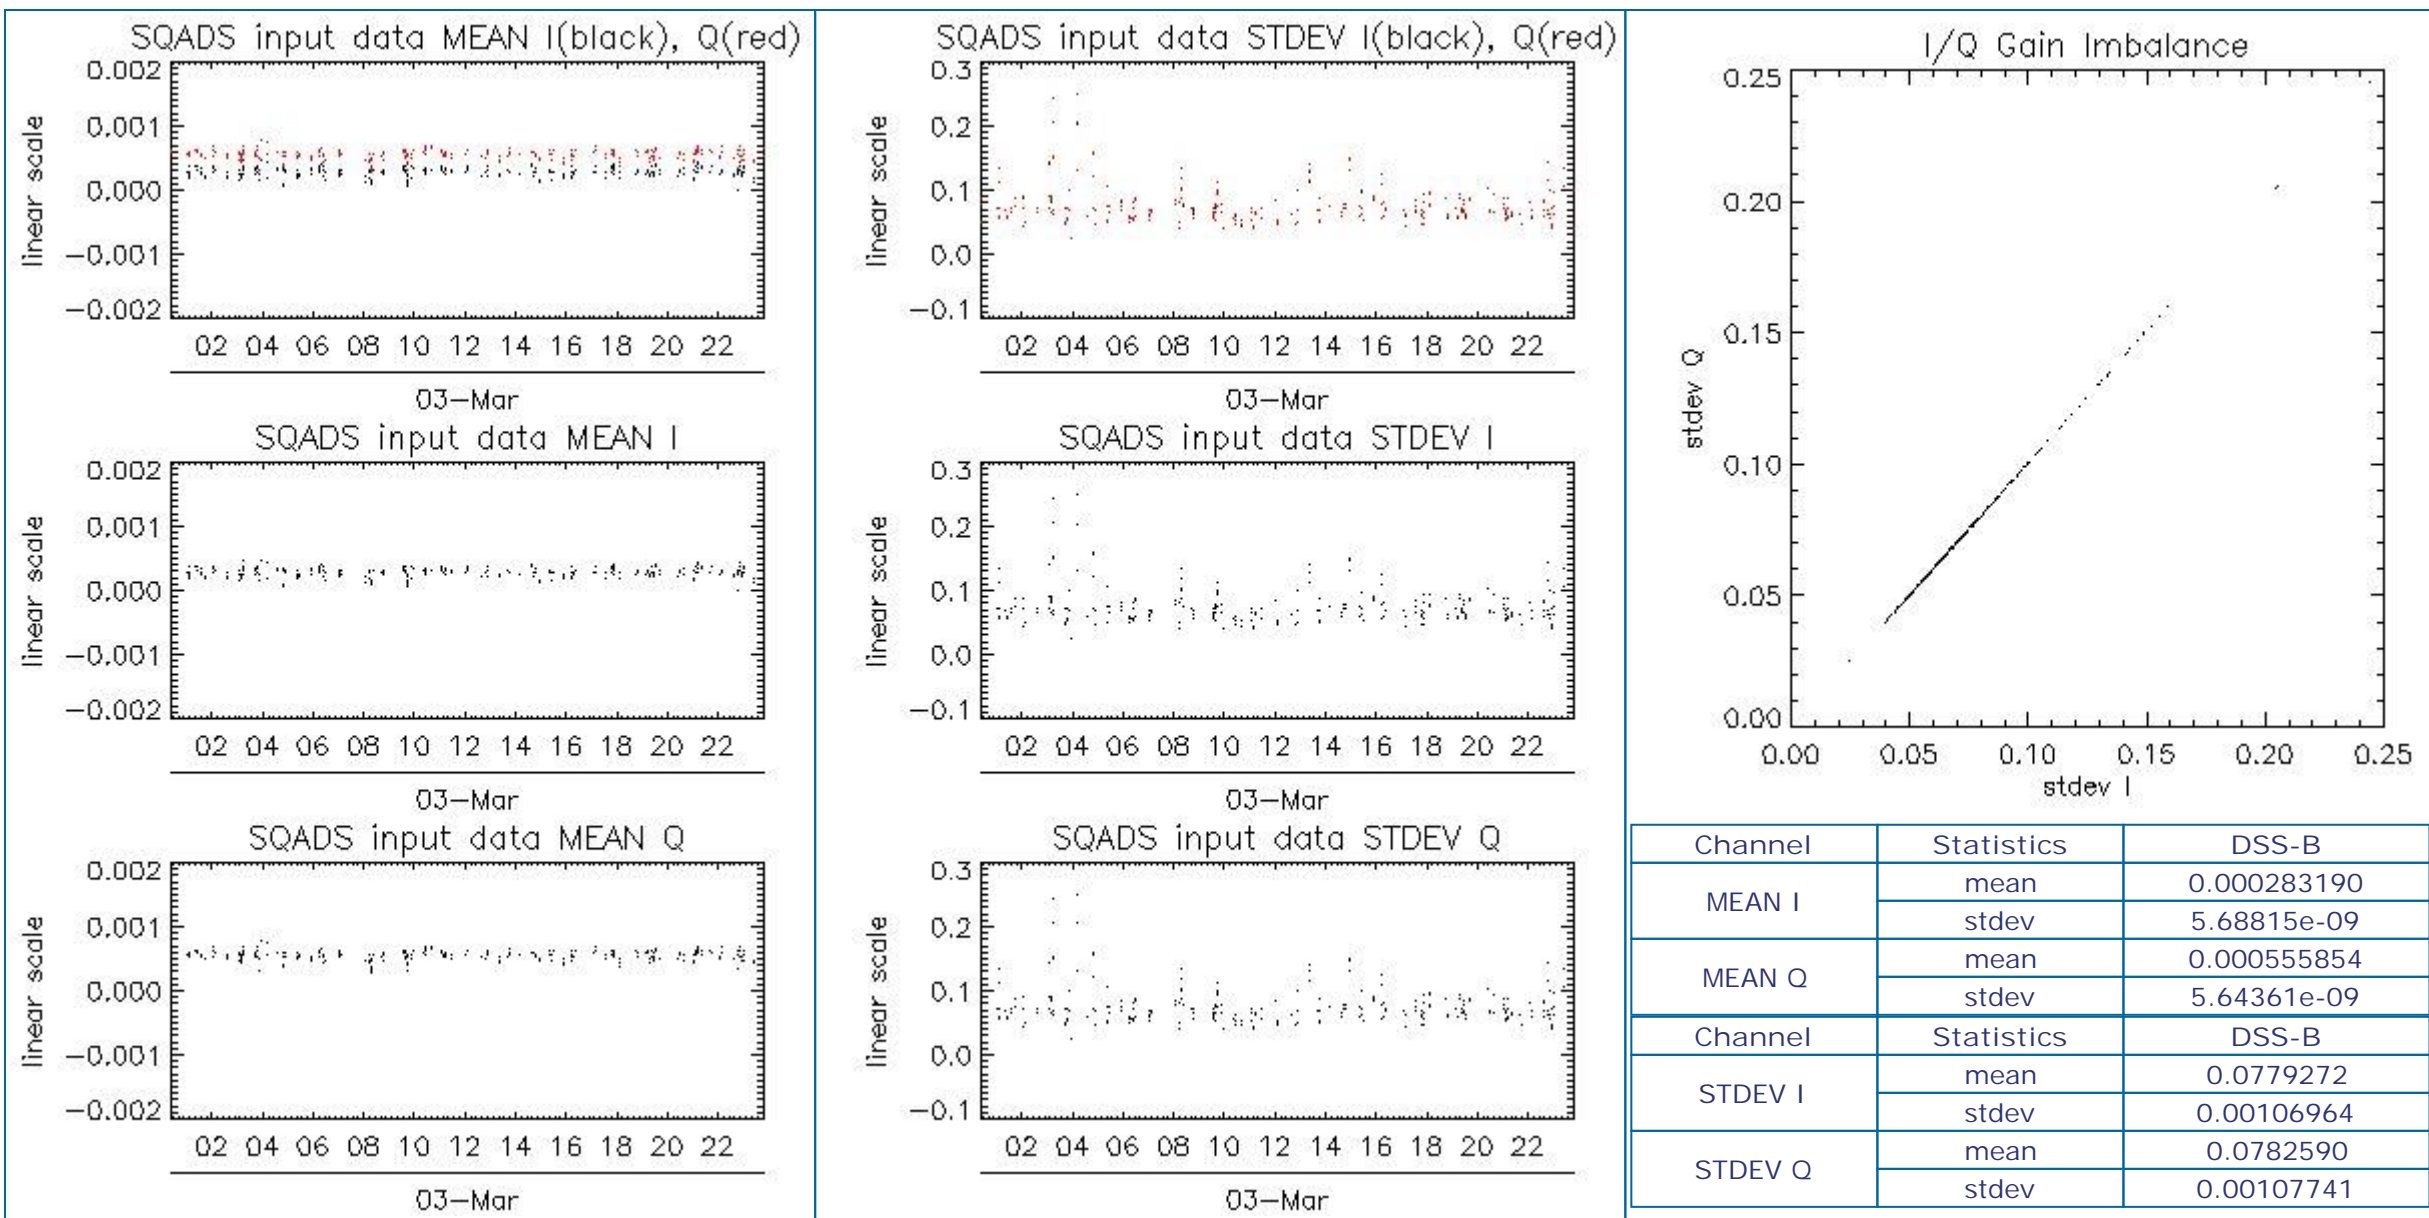 SQADS input data MEAN I(black), Q(red)
0.002
0.001
0.000
-0.001
-0.002
linear scale
02 04 06 08 10 12 14 16 18 20 22
03-Mar
SQADS input data MEAN I
0.002
0.001
0.000
-0.001
-0.002
linear scale
02 04 06 08 10 12 14 16 18 20 22
03-Mar
SQADS input data MEAN Q
0.002
0.001
0.000
-0.001
-0.002
linear scale
02 04 06 08 10 12 14 16 18 20 22
03-Mar
SQADS input data STDEV I(black), Q(red)
0.3
0.2
0.1
0.0
-0.1
linear scale
02 04 06 08 10 12 14 16 18 20 22
03-Mar
SQADS input data STDEV I
0.3
0.2
0.1
0.0
-0.1
linear scale
02 04 06 08 10 12 14 16 18 20 22
03-Mar
SQADS input data STDEV Q
0.3
0.2
0.1
0.0
-0.1
linear scale
02 04 06 08 10 12 14 16 18 20 22
03-Mar
I/Q Gain Imbalance
0.25
0.20
0.15
0.10
0.05
0.00
stdev Q
0.00 0.05 0.10 0.15 0.20 0.25
stdev I
Channel Statistics DSS-B
MEAN I mean 0.000283190
stdev 5.68815e-09
MEAN Q mean 0.000555854
stdev 5.64361e-09
Channel Statistics DSS-B
STDEV I mean 0.0779272
stdev 0.00106964
STDEV Q mean 0.0782590
stdev 0.00107741